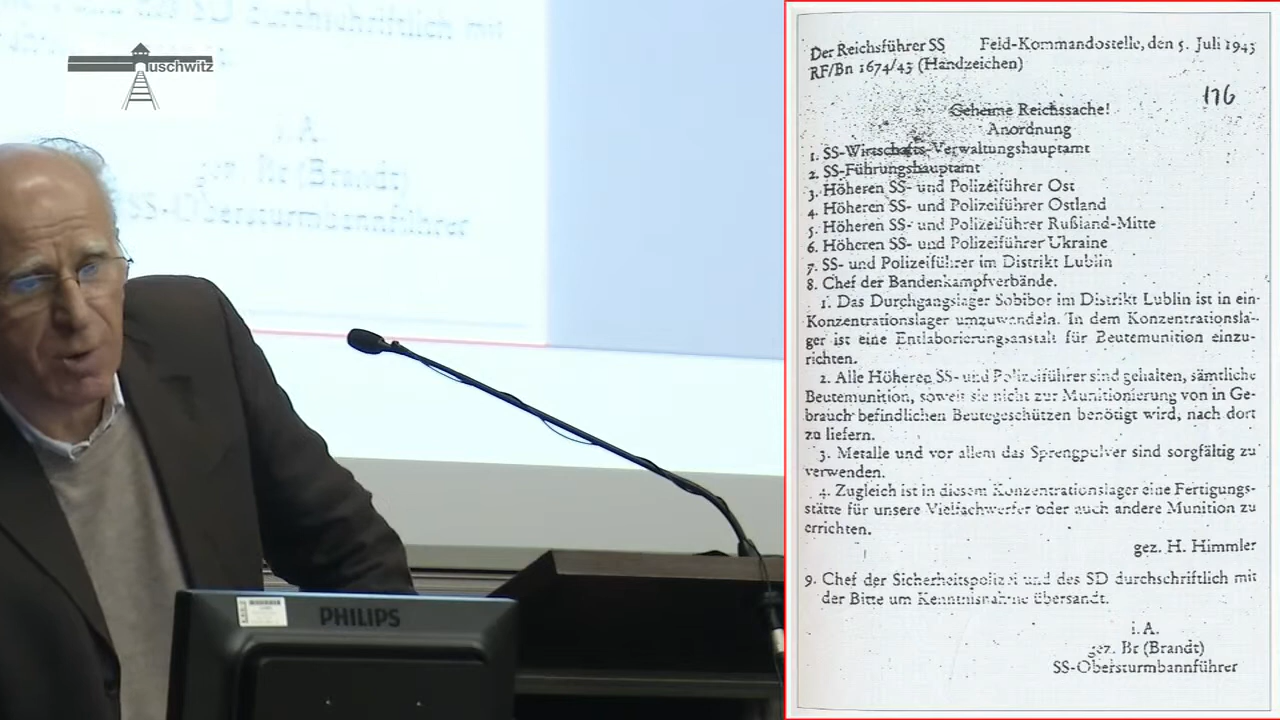 Auschwitz
durchschriftlich mit
i. A.
gez. Br (Brandt)
SS-Obersturmbannführer
PHILIPS
Der Reichsführer SS Feld-Kommandostelle, den 5. Juli 1943
RF/Bn 1674/43 (Handzeichen)
176
Geheime Reichssache!
Anordnung
1. SS-Wirtschafts-Verwaltungshauptamt
2. SS-Führungshauptamt
3. Höheren SS- und Polizeiführer Ost
4. Höheren SS- und Polizeiführer Ostland
5. Höheren SS- und Polizeiführer Rußland-Mitte
6. Höheren SS- und Polizeiführer Ukraine
7. SS- und Polizeiführer im Distrikt Lublin
8. Chef der Bandenkampfverbände.
1. Das Durchgangslager Sobibor im Distrikt Lublin ist in ein
Konzentrationslager umzuwandeln. In dem Konzentrationsla-
ger ist eine Entlaborierungsanstalt für Beutemunition einzu-
richten.
2. Alle Höheren SS- und Polizeiführer sind gehalten, sämtliche
Beutemunition, soweit sie nicht zur Munitionierung von in Ge-
brauch befindlichen Beutegeschützen benötigt wird, nach dort
zu liefern.
3. Metalle und vor allem das Sprengpulver sind sorgfältig zu
verwenden.
4. Zugleich ist in diesem Konzentrationslager eine Fertigungs-
stätte für unsere Vielfachwerfer oder auch andere Munition zu
errichten.
gez. H. Himmler
9. Chef der Sicherheitspolizei und des SD durchschriftlich mit
der Bitte um Kenntnisnahme übersandt.
i. A.
gez. Br (Brandt)
SS-Obersturmbannführer